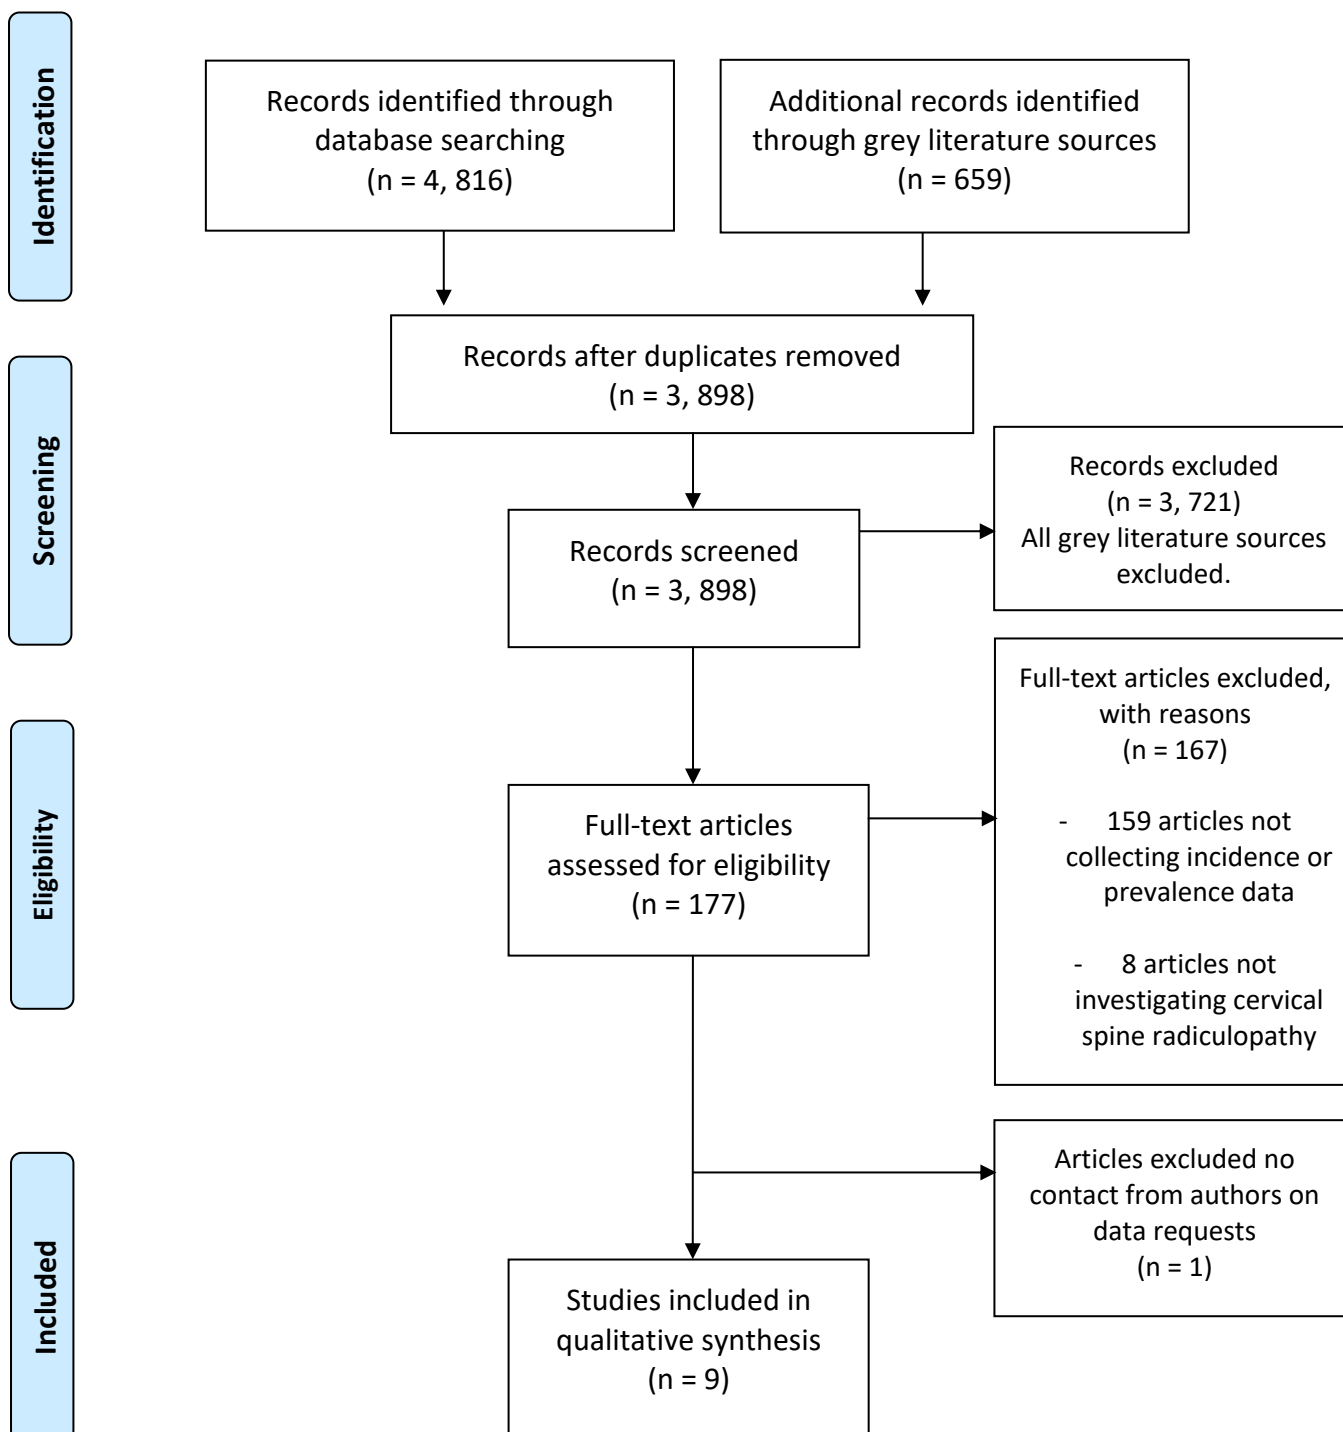 Identification
Records identified through
database searching
(n = 4, 816)
Additional records identified
through grey literature sources
(n = 659)
Records after duplicates removed
(n = 3, 898)
Screening
Records screened
(n = 3, 898)
Records excluded
(n = 3, 721)
All grey literature sources
excluded.
Eligibility
Full-text articles
assessed for eligibility
(n = 177)
Full-text articles excluded,
with reasons
(n = 167)
- 159 articles not
collecting incidence or
prevalence data
- 8 articles not
investigating cervical
spine radiculopathy
Included
Articles excluded no
contact from authors on
data requests
(n = 1)
Studies included in
qualitative synthesis
(n = 9)